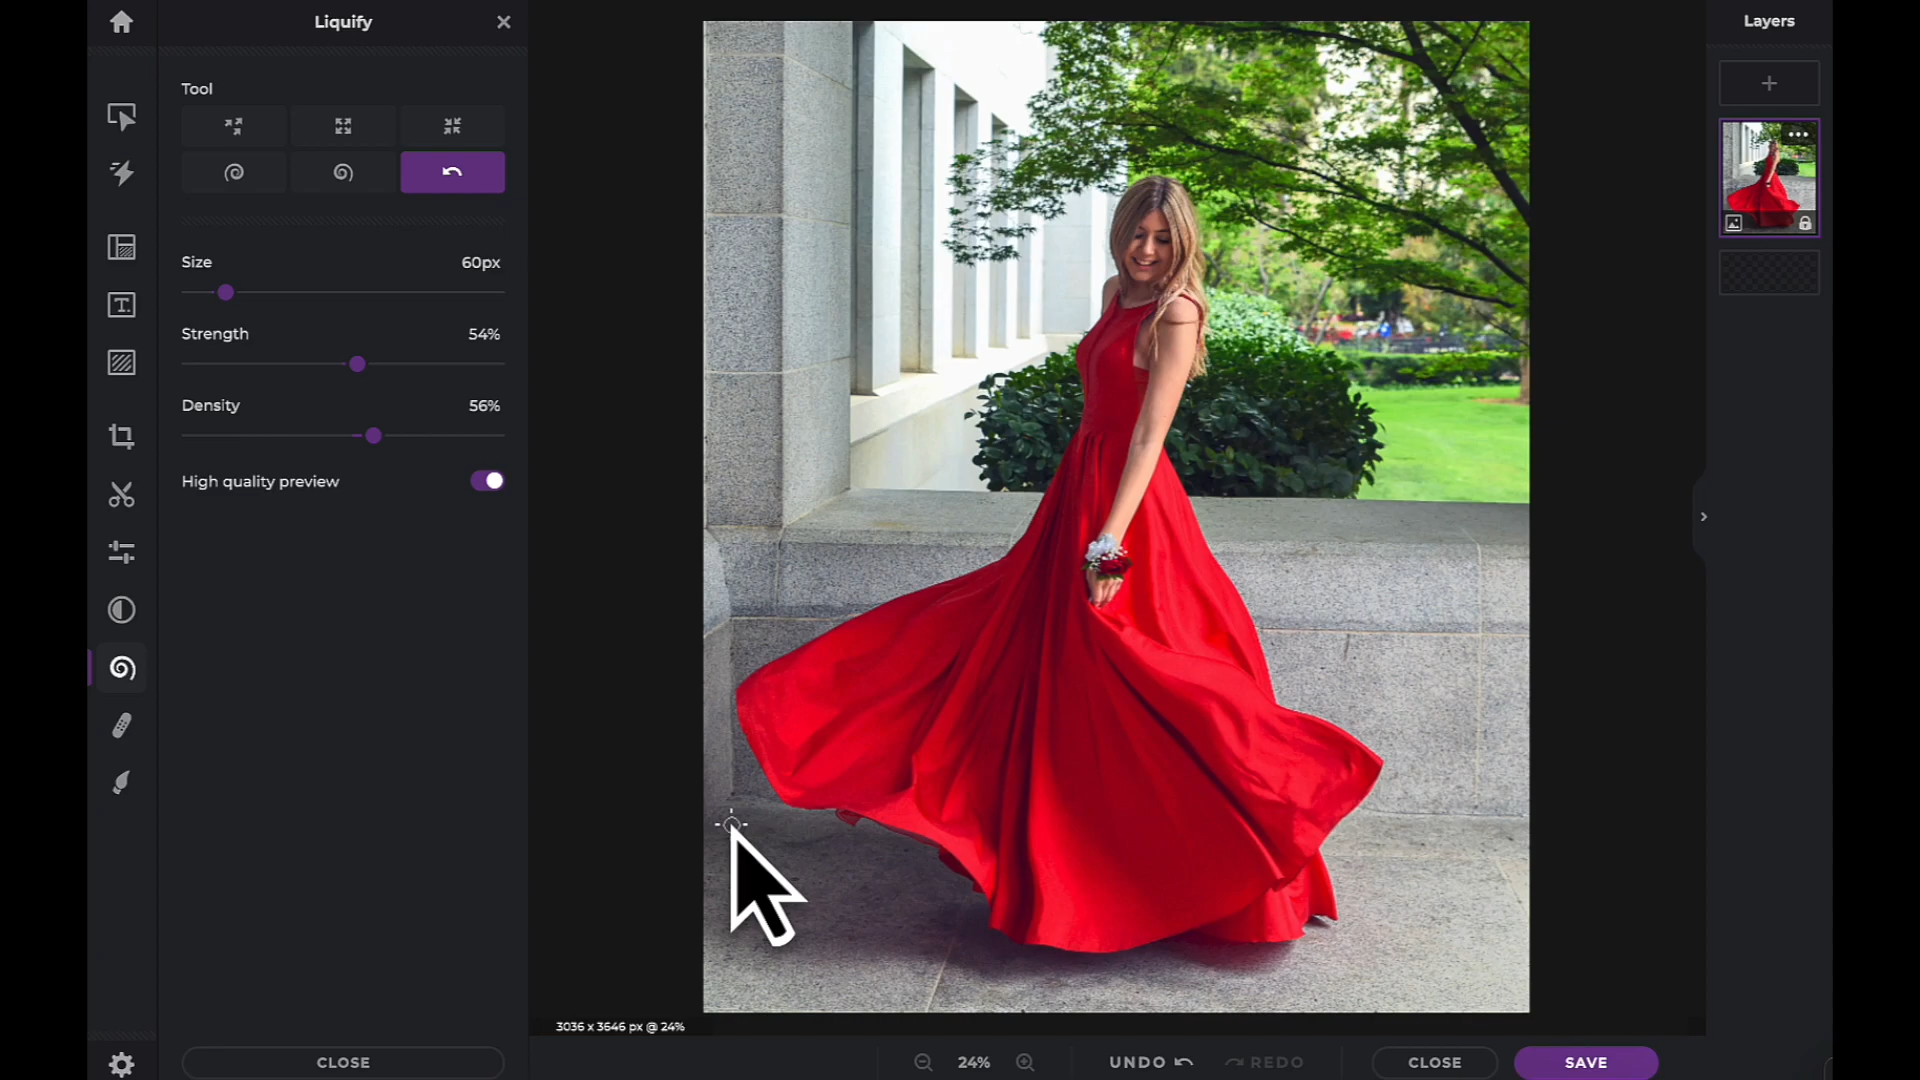 Liquify
Layers
Tool
Size 60px
Strength 54%
Density 56%
High quality preview
3036 x 3646 px @ 24%
CLOSE
24%
UNDO
REDO
CLOSE
SAVE